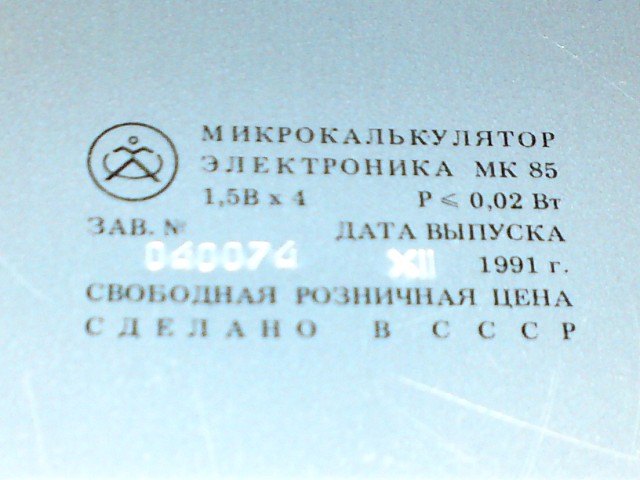 МИКРОКАЛЬКУЛЯТОР
ЭЛЕКТРОНИКА МК 85
1,5В х 4 Р ⩽ 0,02 Вт
ЗАВ. № ДАТА ВЫПУСКА
040074 XII 1991 г.
СВОБОДНАЯ РОЗНИЧНАЯ ЦЕНА
СДЕЛАНО В СССР